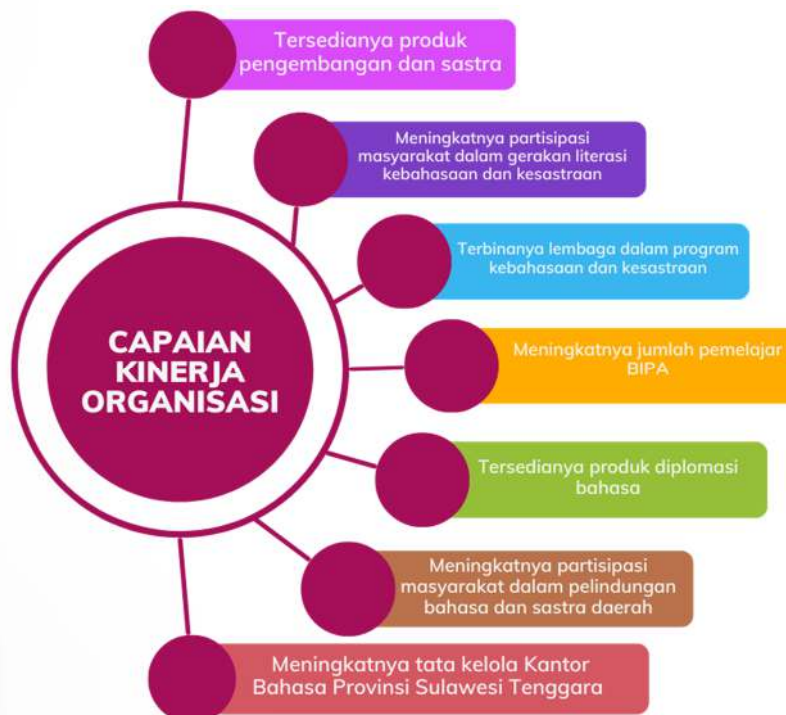 Tersedianya produk
pengembangan dan sastra
Meningkatnya partisipasi
masyarakat dalam gerakan literasi
kebahasaan dan kesastraan
Terbinanya lembaga dalam program
kebahasaan dan kesastraan
CAPAIAN
KINERJA
ORGANISASI
Meningkatnya jumlah pemelajar
BIPA
Tersedianya produk diplomasi
bahasa
Meningkatnya partisipasi
masyarakat dalam pelindungan
bahasa dan sastra daerah
Meningkatnya tata kelola Kantor
Bahasa Provinsi Sulawesi Tenggara